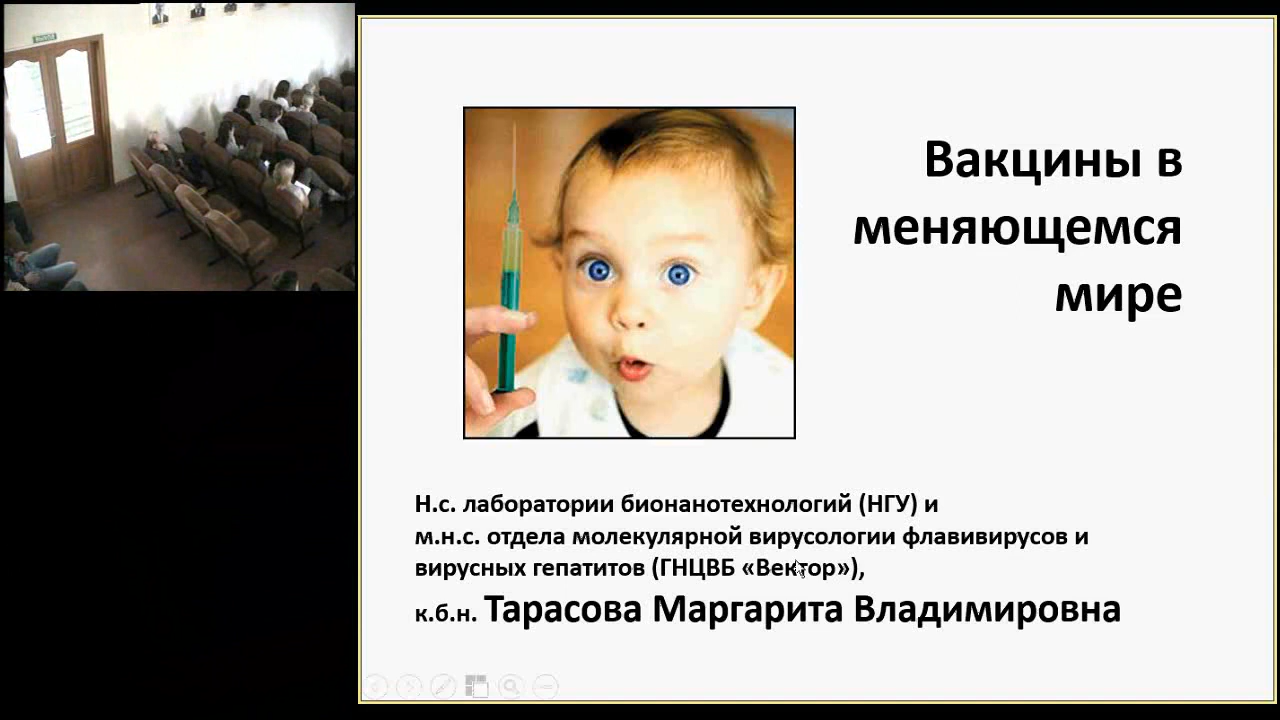 Вакцины в
меняющемся
мире
Н.с. лаборатории бионанотехнологий (НГУ) и
м.н.с. отдела молекулярной вирусологии флавивирусов и
вирусных гепатитов (ГНЦВБ «Вектор»),
к.б.н. Тарасова Маргарита Владимировна